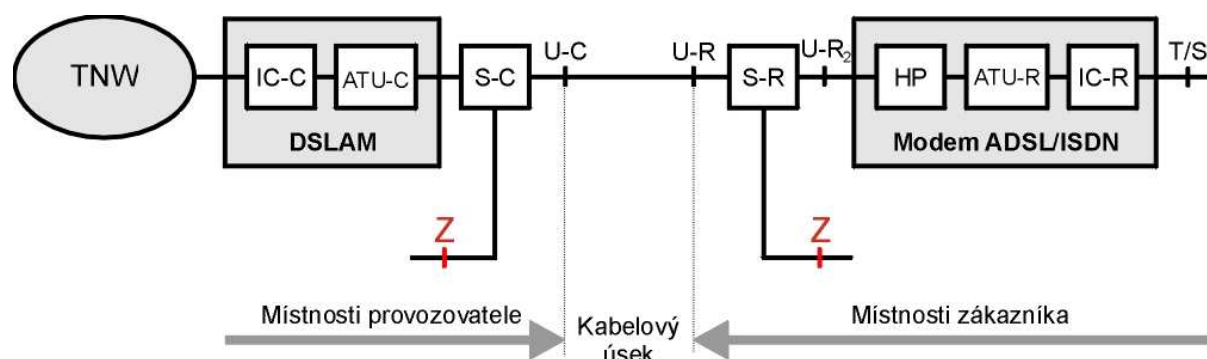 TNW
IC-C
ATU-C
DSLAM
S-C
U-C
U-R
S-R
U-R2
HP
ATU-R
IC-R
Modem ADSL/ISDN
T/S
Z
Z
Místnosti provozovatele
Kabelový
úsek
Místnosti zákazníka